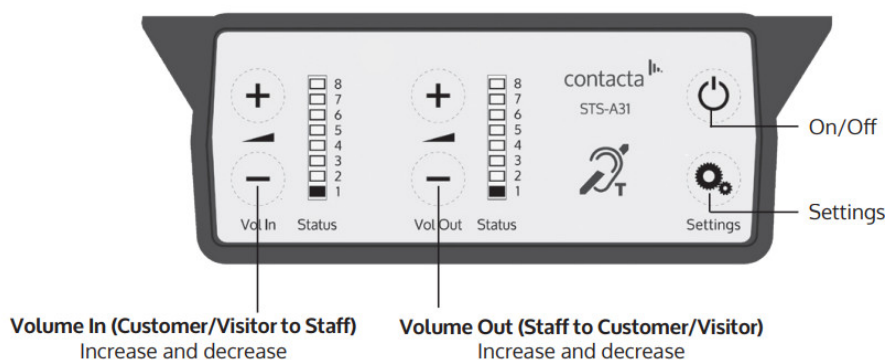 contacta
STS-A31
8
7
6
5
4
3
2
1
8
7
6
5
4
3
2
1
T
Vol In
Status
Vol Out
Status
Settings
On/Off
Settings
Volume In (Customer/Visitor to Staff)
Increase and decrease
Volume Out (Staff to Customer/Visitor)
Increase and decrease